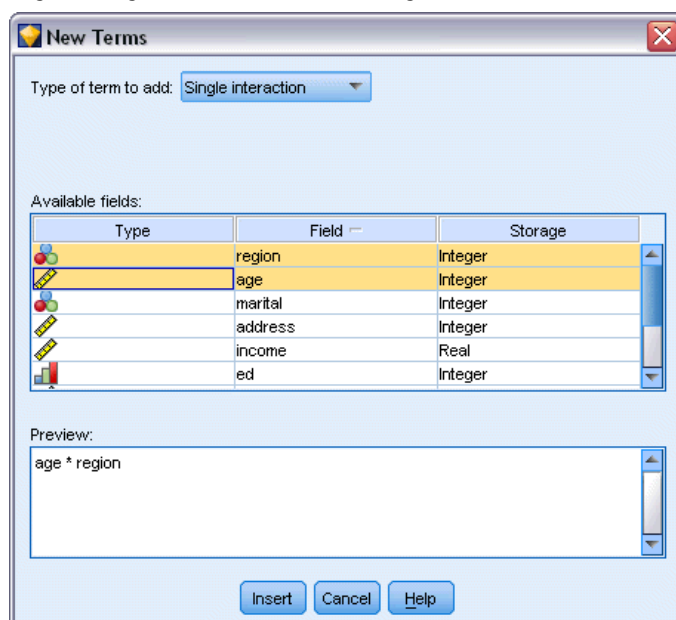 New Terms
Type of term to add: Single interaction
Available fields:
Type Field Storage
region Integer
age Integer
marital Integer
address Integer
income Real
ed Integer
Preview:
age * region
Insert Cancel Help